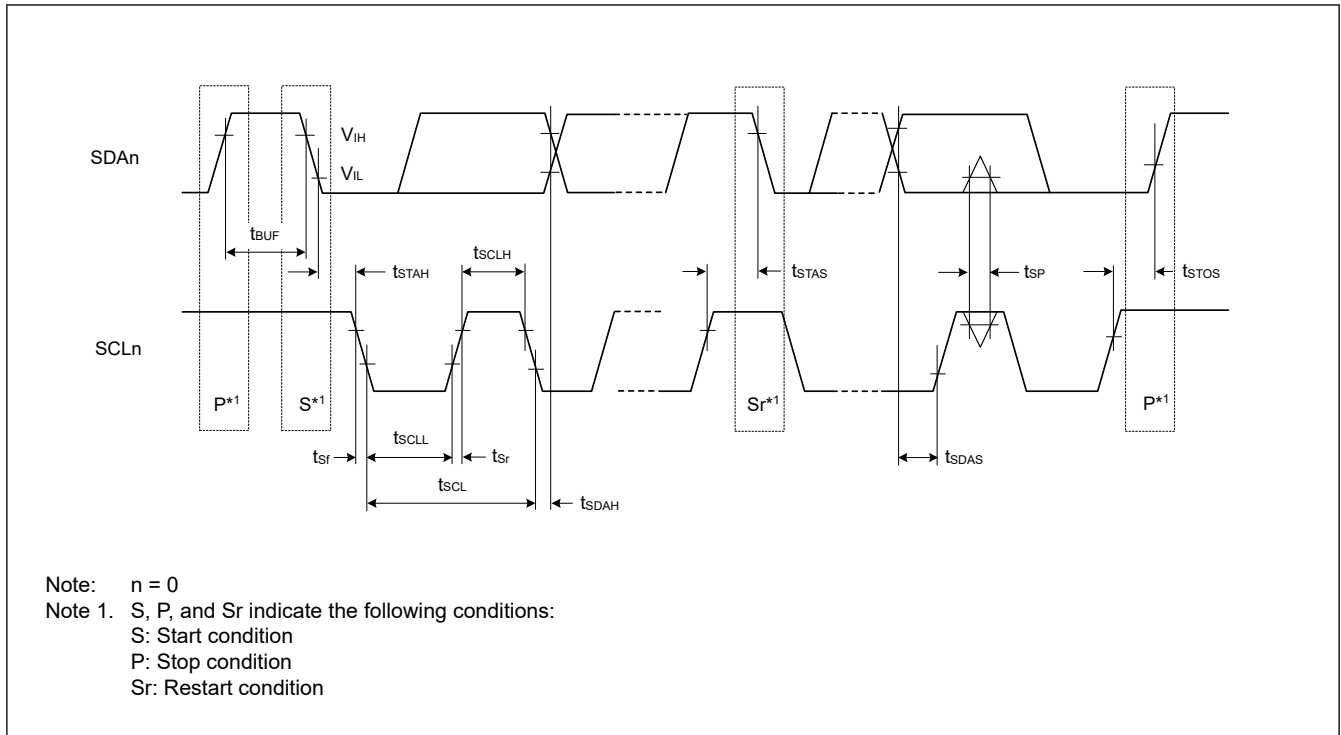 SDAn
VIH
VIL
tBUF
tSTAH
tSCLH
tSTAS
tSP
tSTOS
SCLn
P*1
S*1
Sr*1
P*1
tSf
tSCLL
tSr
tSCL
tSDAH
tSDAS
Note: n = 0
Note 1. S, P, and Sr indicate the following conditions:
S: Start condition
P: Stop condition
Sr: Restart condition